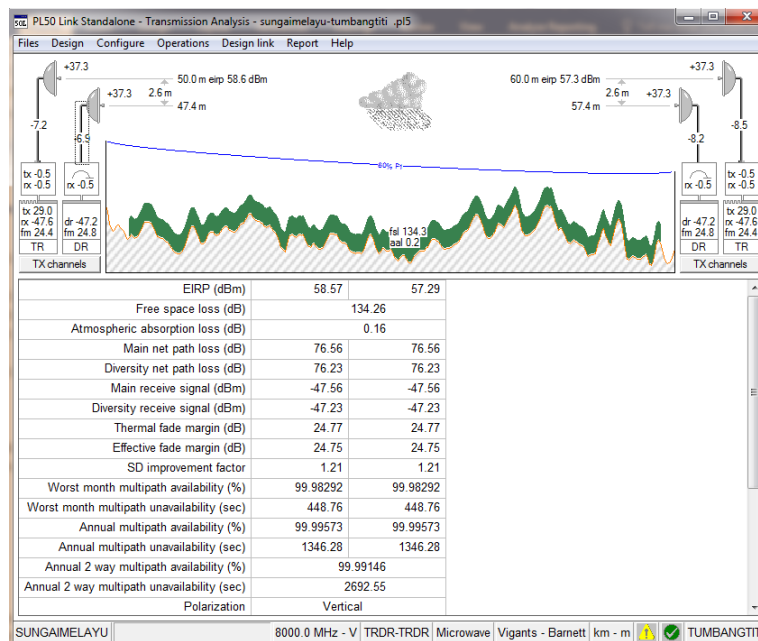 PL50 Link Standalone - Transmission Analysis - sungaimelayu-tumbangtiti .pl5
Files Design Configure Operations Design link Report Help
+37.3
50.0 m eirp 58.6 dBm
60.0 m eirp 57.3 dBm
+37.3
+37.3
2.6 m
2.6 m
+37.3
47.4 m
57.4 m
-7.2
-6.9
-8.2
-8.5
60% F1
tx -0.5
rx -0.5
rx -0.5
rx -0.5
tx -0.5
rx -0.5
tx 29.0
rx -47.6
fm 24.4
TR
dr -47.2
fm 24.8
DR
fsl 134.3
aal 0.2
dr -47.2
fm 24.8
DR
tx 29.0
rx -47.6
fm 24.4
TR
TX channels
TX channels
EIRP (dBm) 58.57 57.29
Free space loss (dB) 134.26
Atmospheric absorption loss (dB) 0.16
Main net path loss (dB) 76.56 76.56
Diversity net path loss (dB) 76.23 76.23
Main receive signal (dBm) -47.56 -47.56
Diversity receive signal (dBm) -47.23 -47.23
Thermal fade margin (dB) 24.77 24.77
Effective fade margin (dB) 24.75 24.75
SD improvement factor 1.21 1.21
Worst month multipath availability (%) 99.98292 99.98292
Worst month multipath unavailability (sec) 448.76 448.76
Annual multipath availability (%) 99.99573 99.99573
Annual multipath unavailability (sec) 1346.28 1346.28
Annual 2 way multipath availability (%) 99.99146
Annual 2 way multipath unavailability (sec) 2692.55
Polarization Vertical
SUNGAIMELAYU 8000.0 MHz - V TRDR-TRDR Microwave Vigants - Barnett km - m TUMBANGTIT